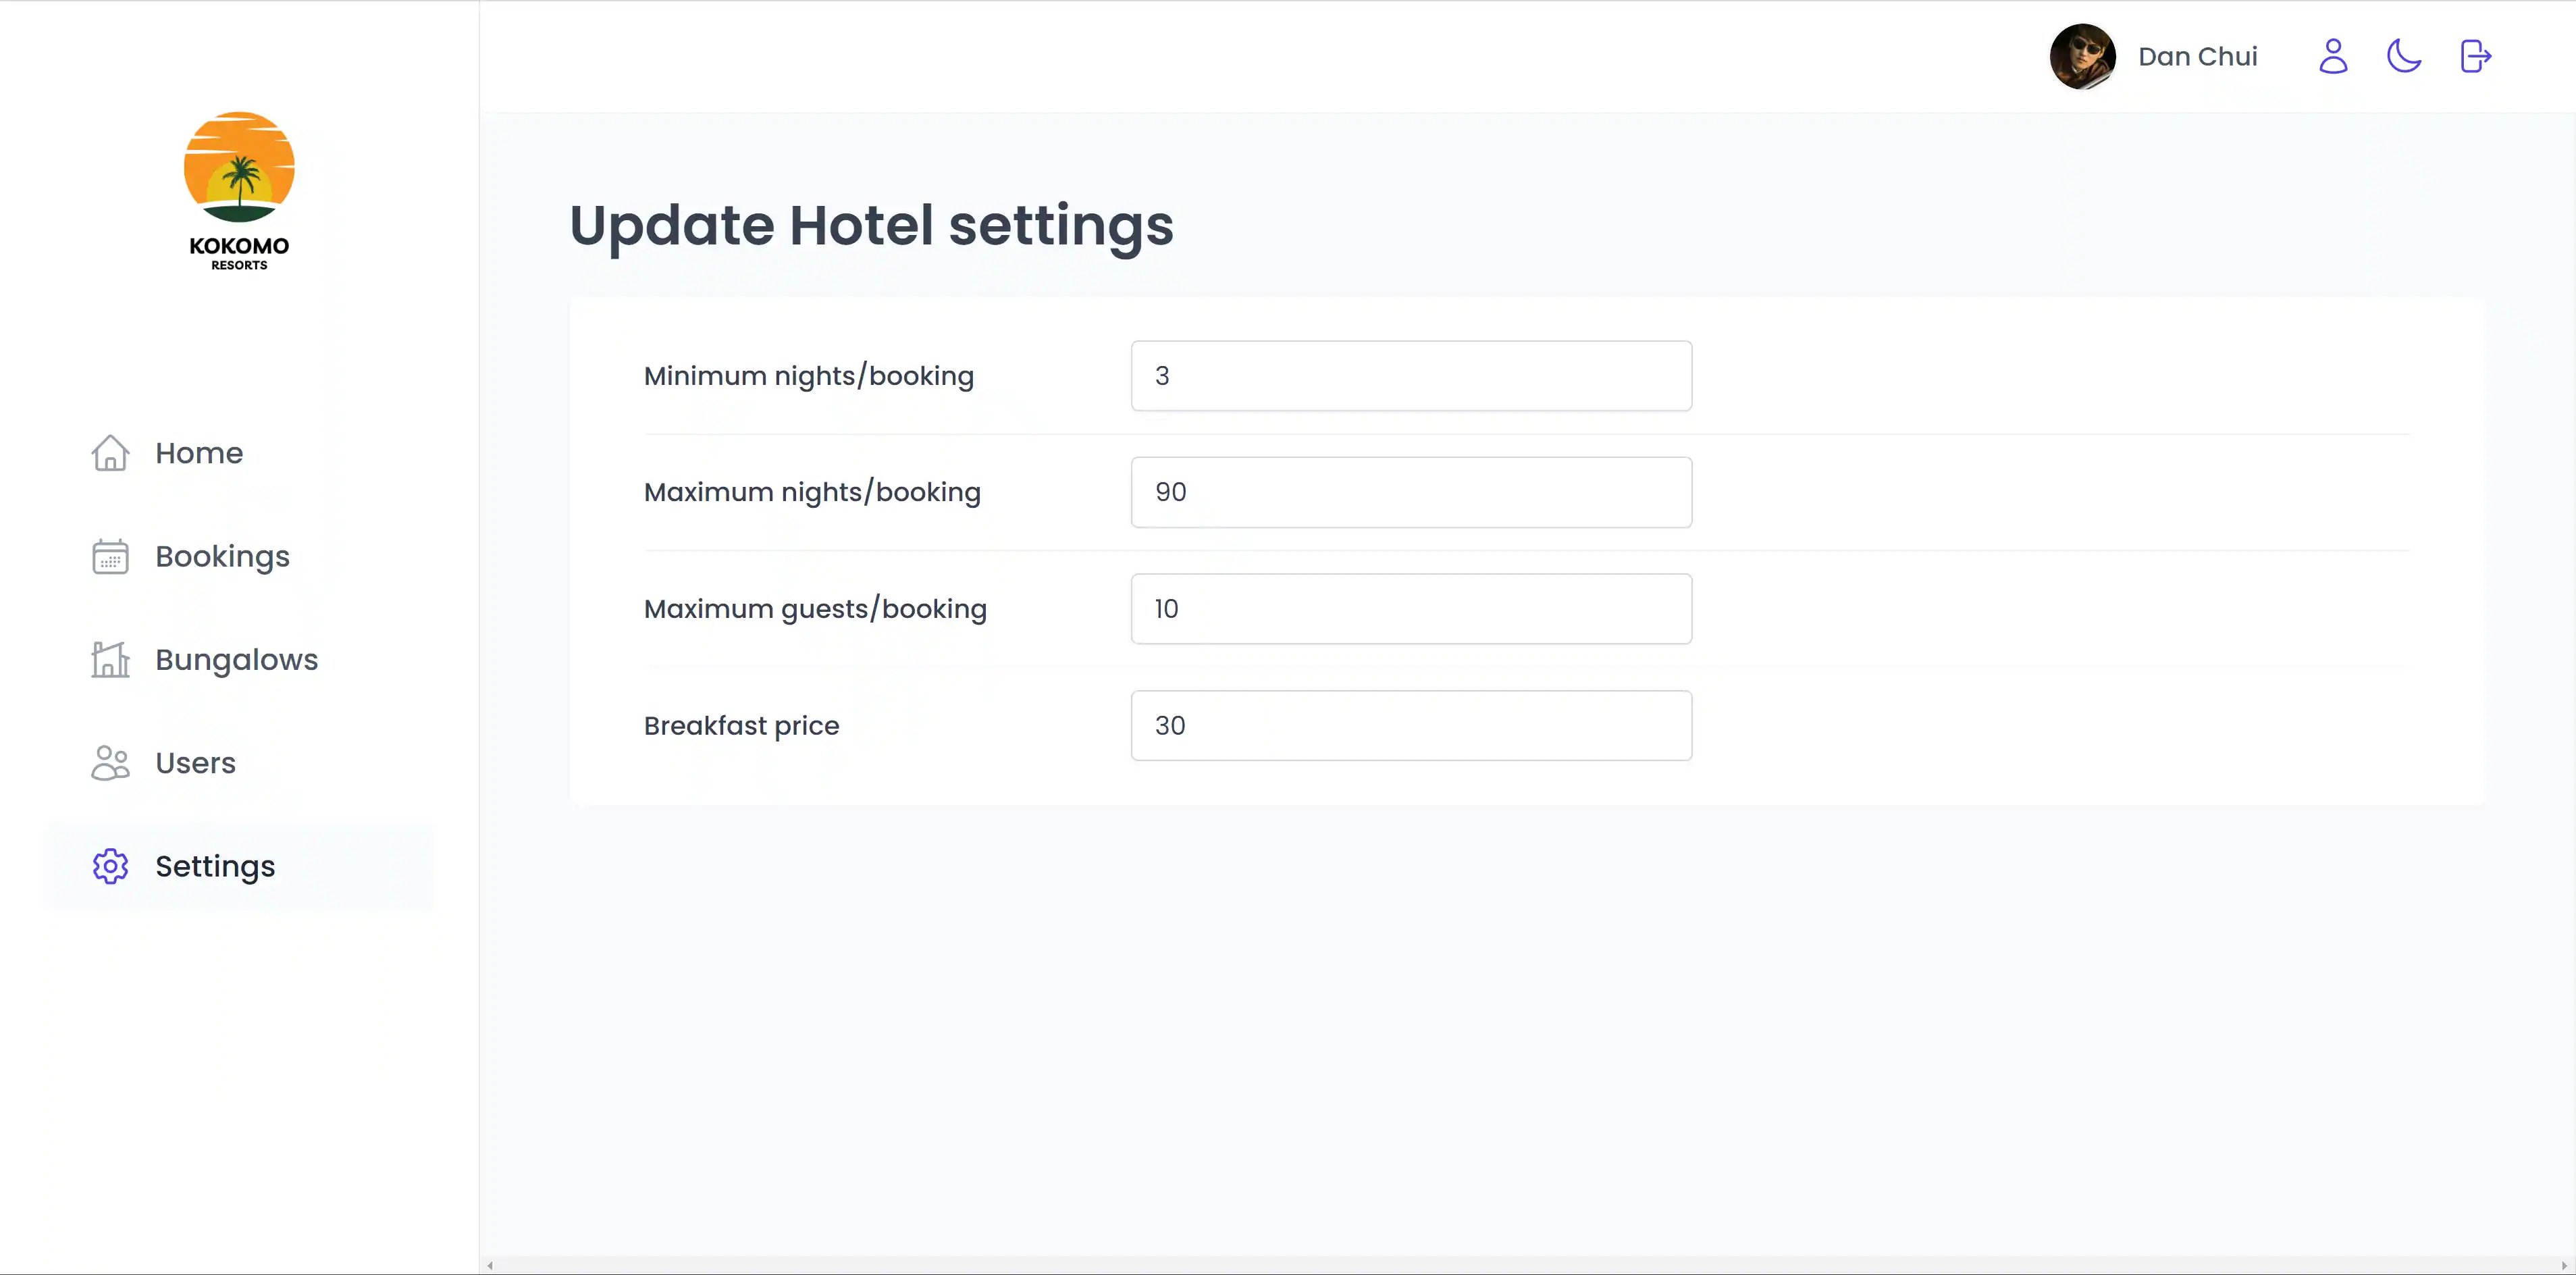 KOKOMO
RESORTS
Home
Bookings
Bungalows
Users
Settings
Dan Chui
Update Hotel settings
Minimum nights/booking 3
Maximum nights/booking 90
Maximum guests/booking 10
Breakfast price 30